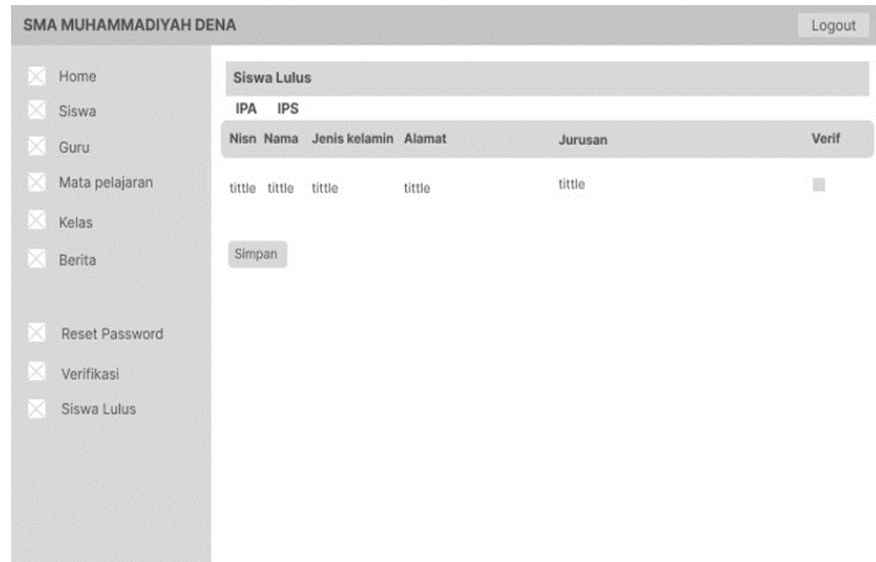 SMA MUHAMMADIYAH DENA
Logout
Home
Siswa
Guru
Mata pelajaran
Kelas
Berita
Reset Password
Verifikasi
Siswa Lulus
Siswa Lulus
IPA IPS
Nisn Nama Jenis kelamin Alamat Jurusan Verif
tittle tittle tittle tittle tittle
Simpan